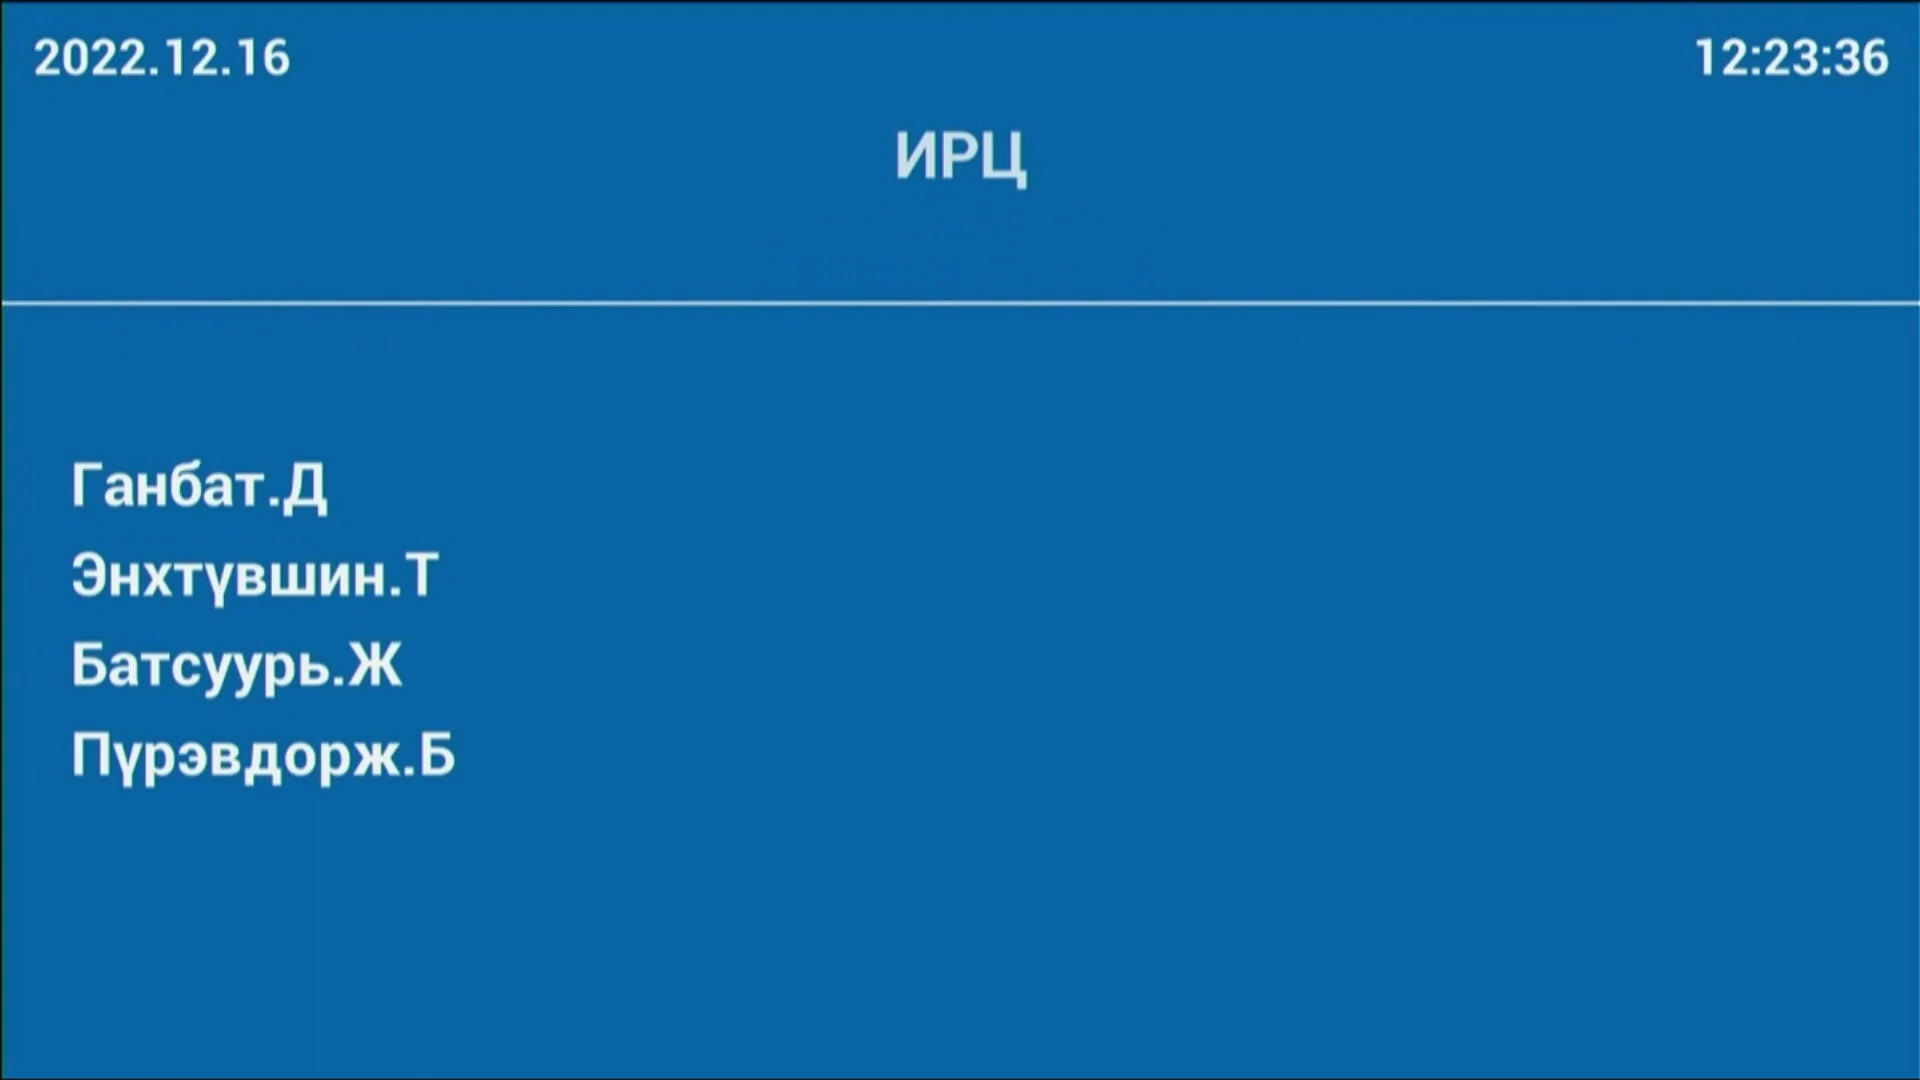 2022.12.16
12:23:36
ИРЦ
Ганбат.Д
Энхтүвшин.Т
Батсуурь.Ж
Пүрэвдорж.Б